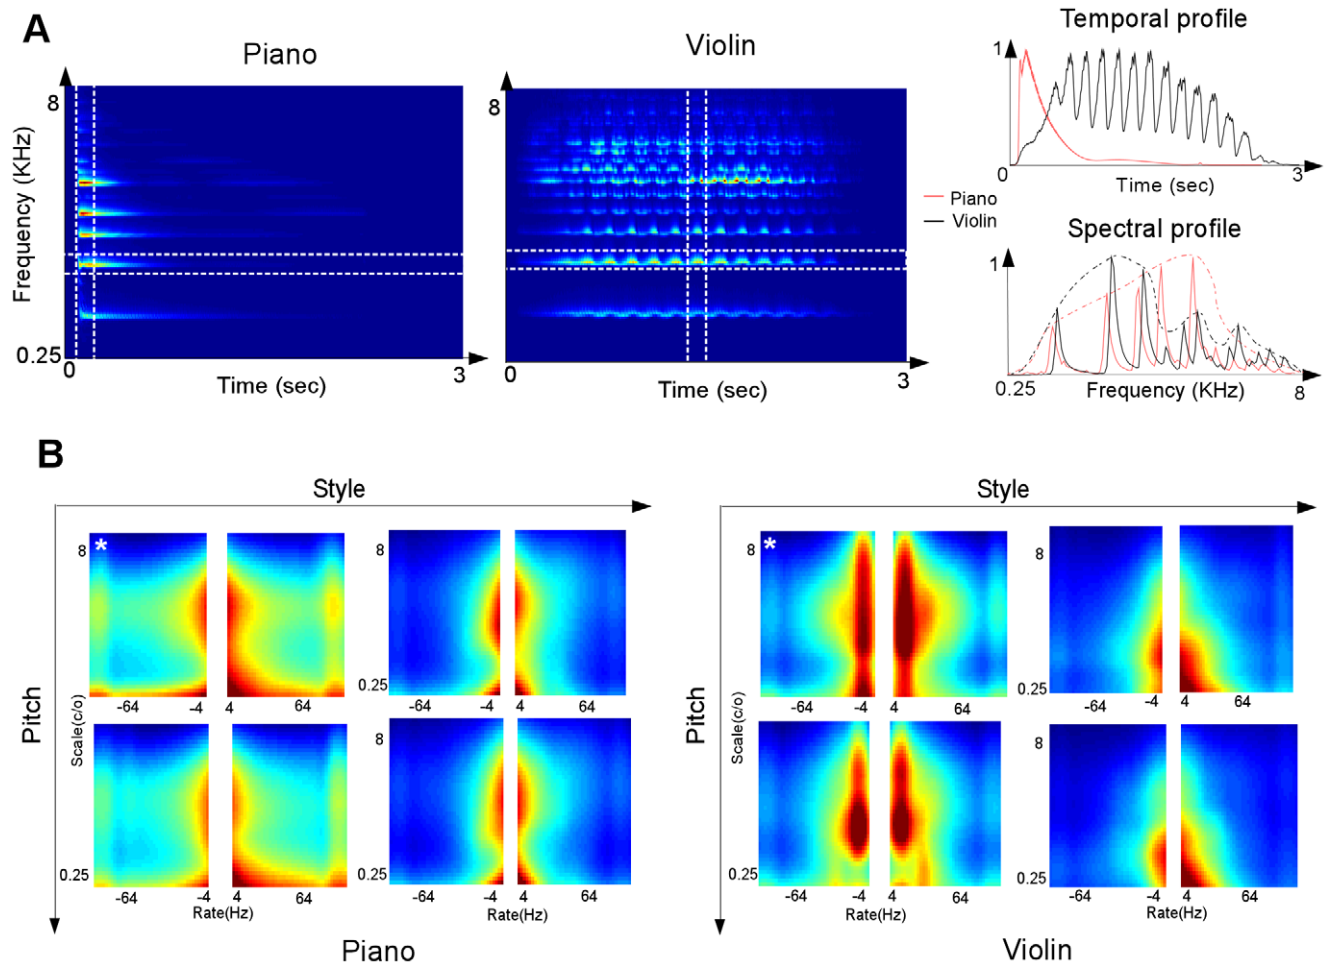 A
Piano
Violin
Temporal profile
8
Frequency (KHz)
0.25
0
Time (sec)
3
8
0
Time (sec)
3
1
0
Time (sec)
3
Piano
Violin
Spectral profile
1
0.25
Frequency (KHz)
8
B
Style
Style
Pitch
Scale(c/o)
*
8
-64
-4
4
64
8
0.25
-64
-4
4
64
0.25
-64
-4
4
64
Rate(Hz)
8
0.25
-64
-4
4
64
Rate(Hz)
Piano
Pitch
Scale(c/o)
*
8
-64
-4
4
64
8
0.25
-64
-4
4
64
0.25
-64
-4
4
64
Rate(Hz)
8
0.25
-64
-4
4
64
Rate(Hz)
Violin